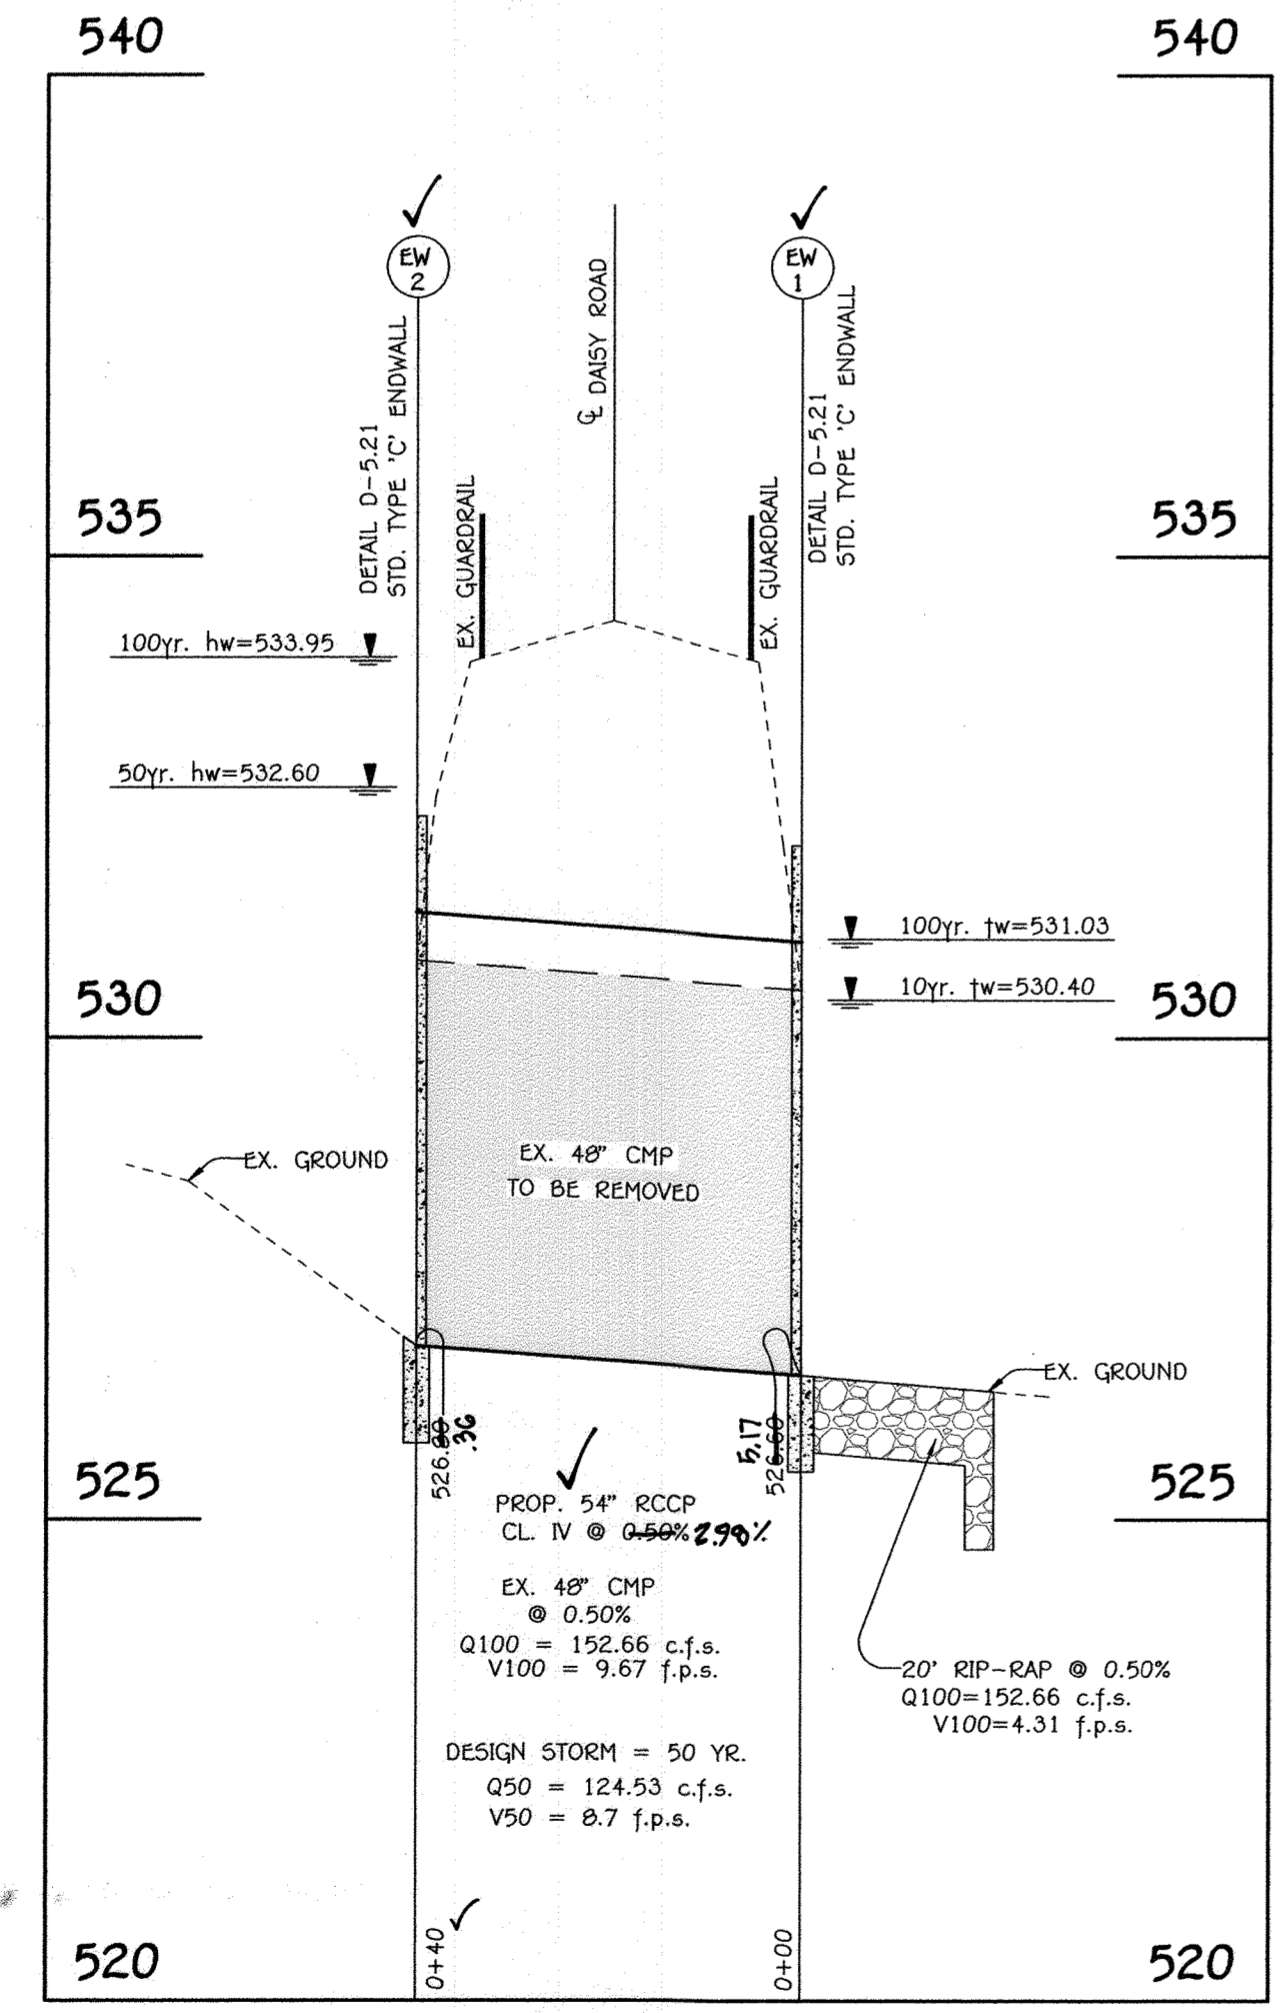 540
540
EW
2
EW
1
DETAIL D-5.21
STD. TYPE 'C' ENDWALL
℄ DAISY ROAD
DETAIL D-5.21
STD. TYPE 'C' ENDWALL
EX. GUARDRAIL
EX. GUARDRAIL
535
535
100yr. hw=533.95
50yr. hw=532.60
100yr. tw=531.03
10yr. tw=530.40
530
530
EX. GROUND
EX. 48" CMP
TO BE REMOVED
EX. GROUND
526.80
.36
5.17
526.60
525
525
PROP. 54" RCCP
CL. IV @ 0.50% 2.98%
EX. 48" CMP
@ 0.50%
Q100 = 152.66 c.f.s.
V100 = 9.67 f.p.s.
20' RIP-RAP @ 0.50%
Q100=152.66 c.f.s.
V100=4.31 f.p.s.
DESIGN STORM = 50 YR.
Q50 = 124.53 c.f.s.
V50 = 8.7 f.p.s.
0+40
0+00
520
520